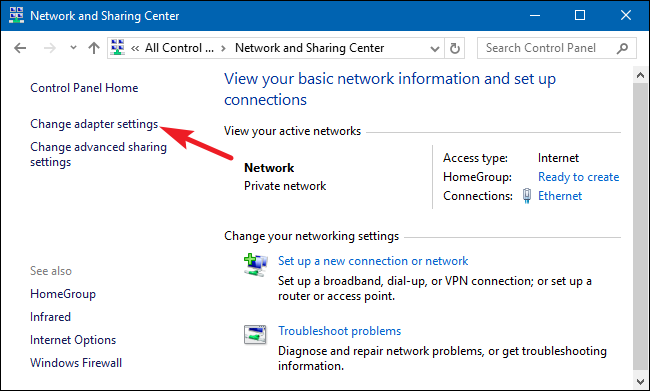 Network and Sharing Center
« All Control ... > Network and Sharing Center
Search Control Panel
Control Panel Home
Change adapter settings
Change advanced sharing
settings
See also
HomeGroup
Infrared
Internet Options
Windows Firewall
View your basic network information and set up
connections
View your active networks
Network
Private network
Access type: Internet
HomeGroup: Ready to create
Connections: Ethernet
Change your networking settings
Set up a new connection or network
Set up a broadband, dial-up, or VPN connection; or set up a
router or access point.
Troubleshoot problems
Diagnose and repair network problems, or get troubleshooting
information.